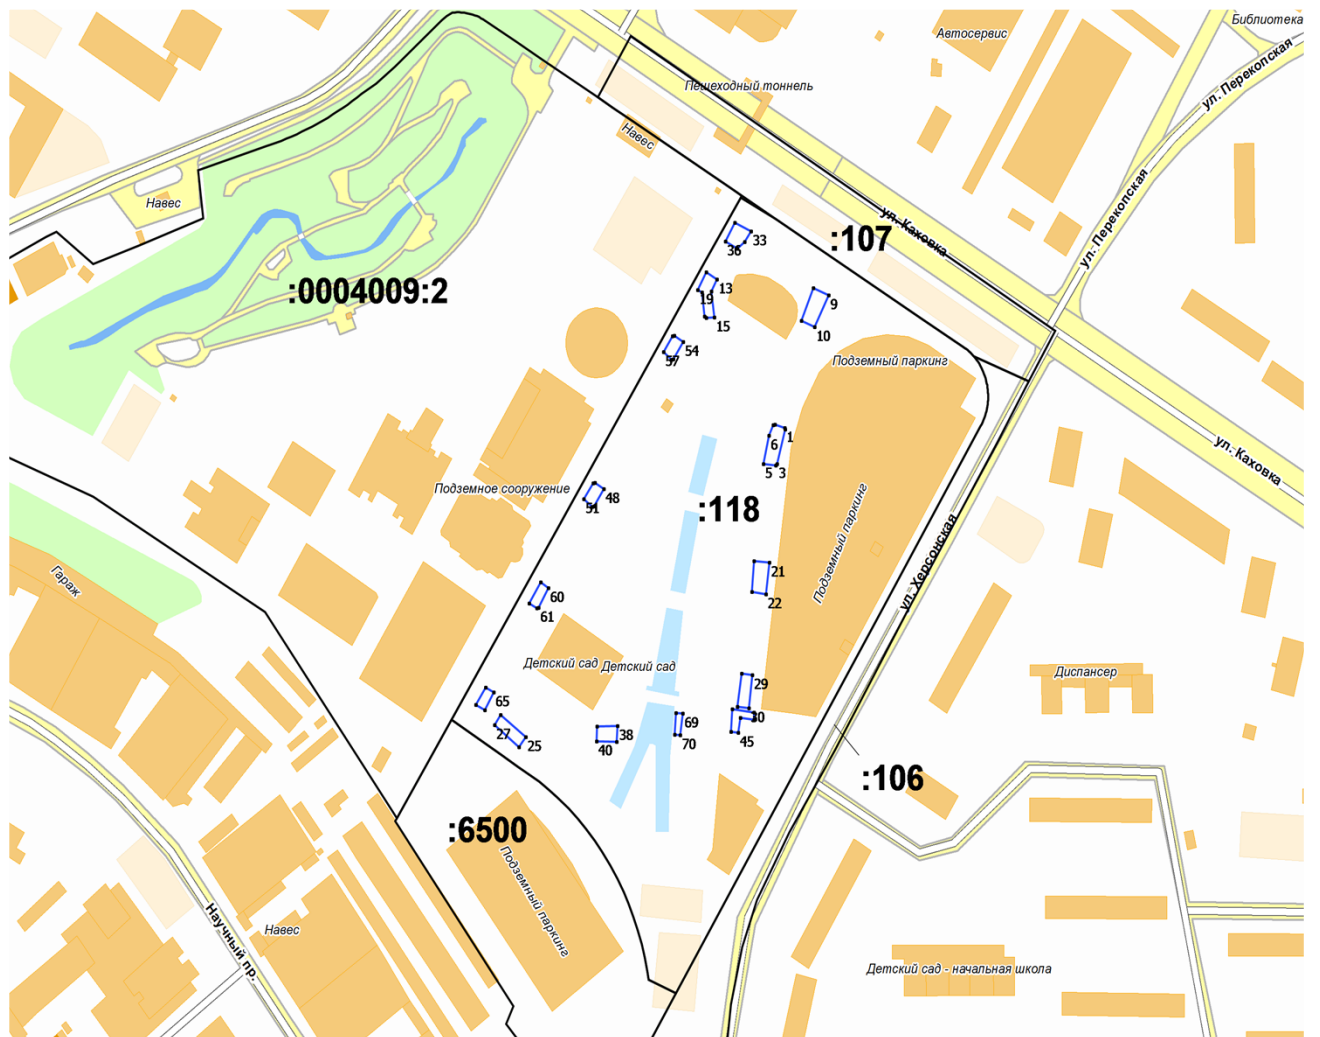 Библиотека
Автосервис
ул. Перекопская
Пешеходный тоннель
Навес
Навес
ул. Перекопская
ул. Каховка
:107
33
36
:0004009:2
13
19
15
9
10
54
57
Подземный паркинг
1
6
5
3
ул. Каховка
Подземное сооружение
48
51
:118
Подземный паркинг
ул. Херсонская
Гараж
21
22
60
61
Детский сад
Детский сад
Диспансер
29
30
45
65
27
25
38
40
69
70
:106
:6500
Подземный паркинг
Научный пр.
Навес
Детский сад - начальная школа